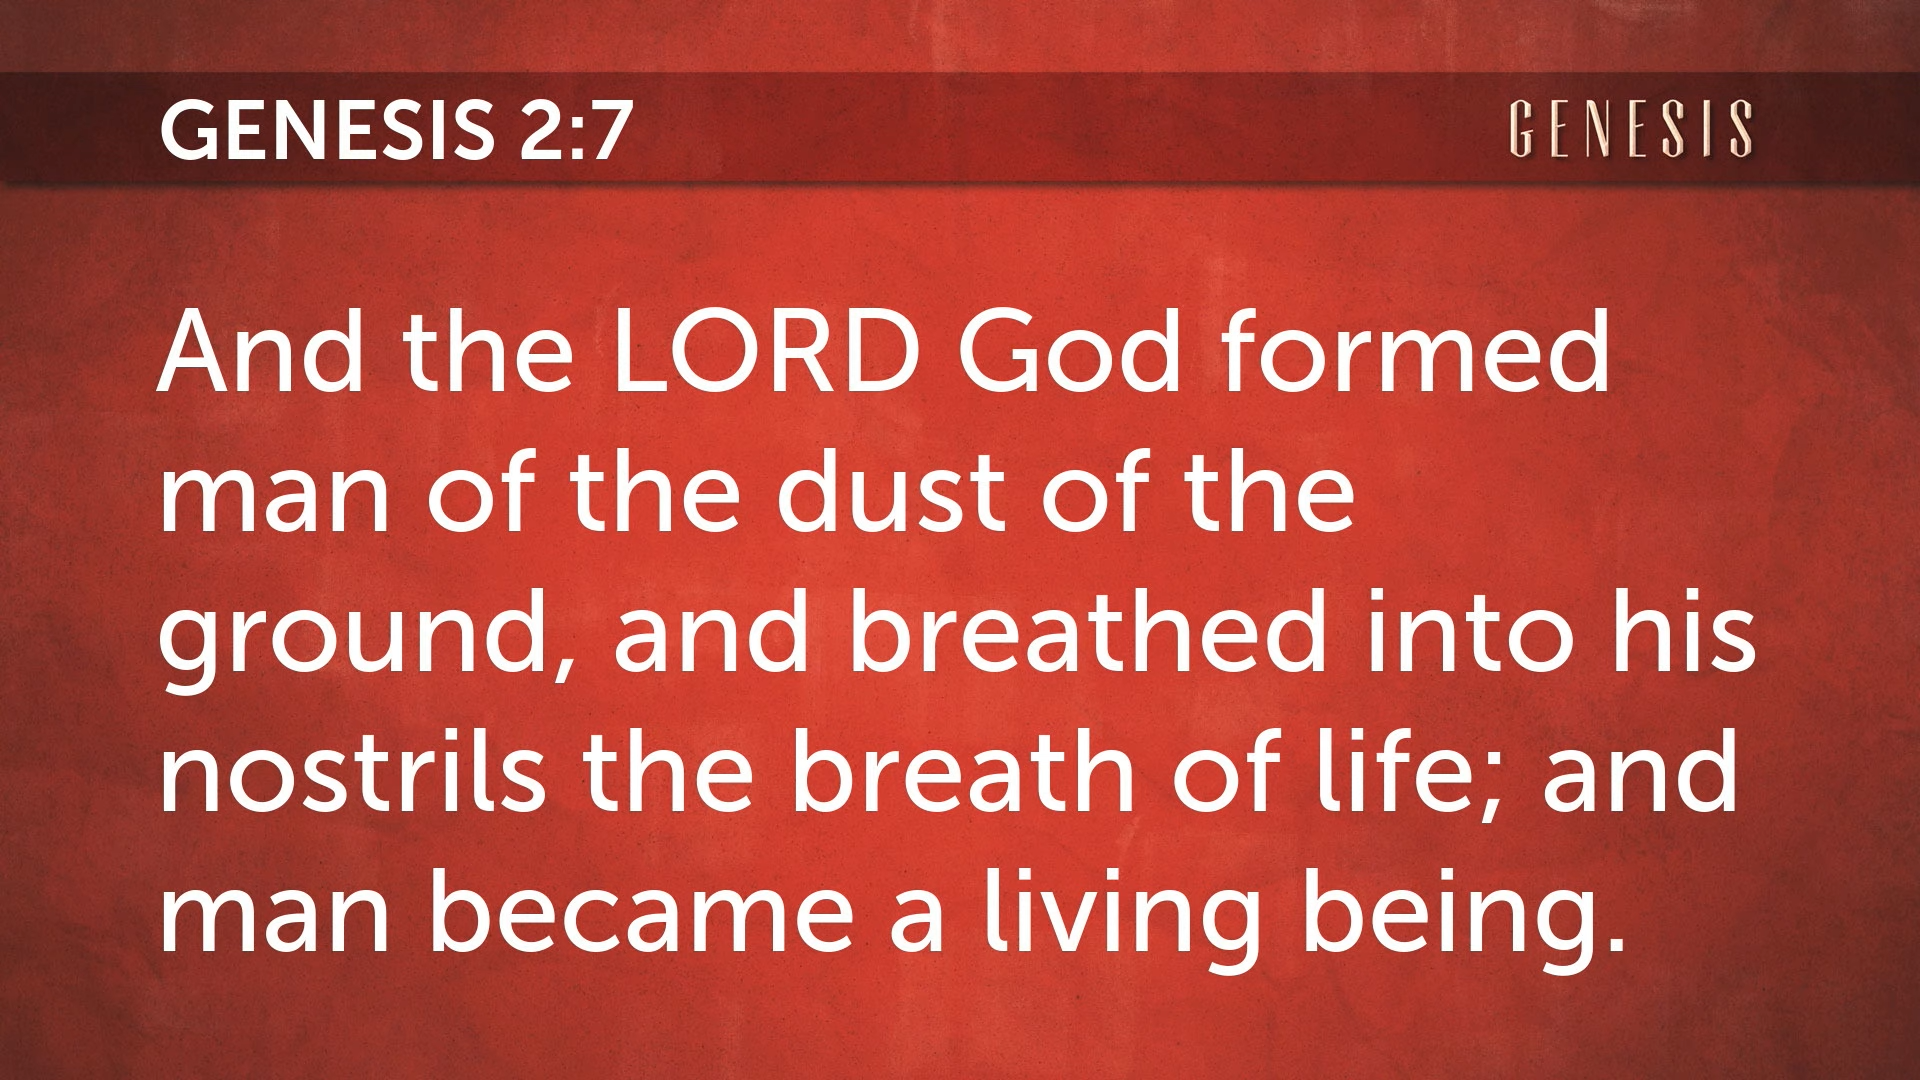 GENESIS 2:7
GENESIS
And the LORD God formed
man of the dust of the
ground, and breathed into his
nostrils the breath of life; and
man became a living being.